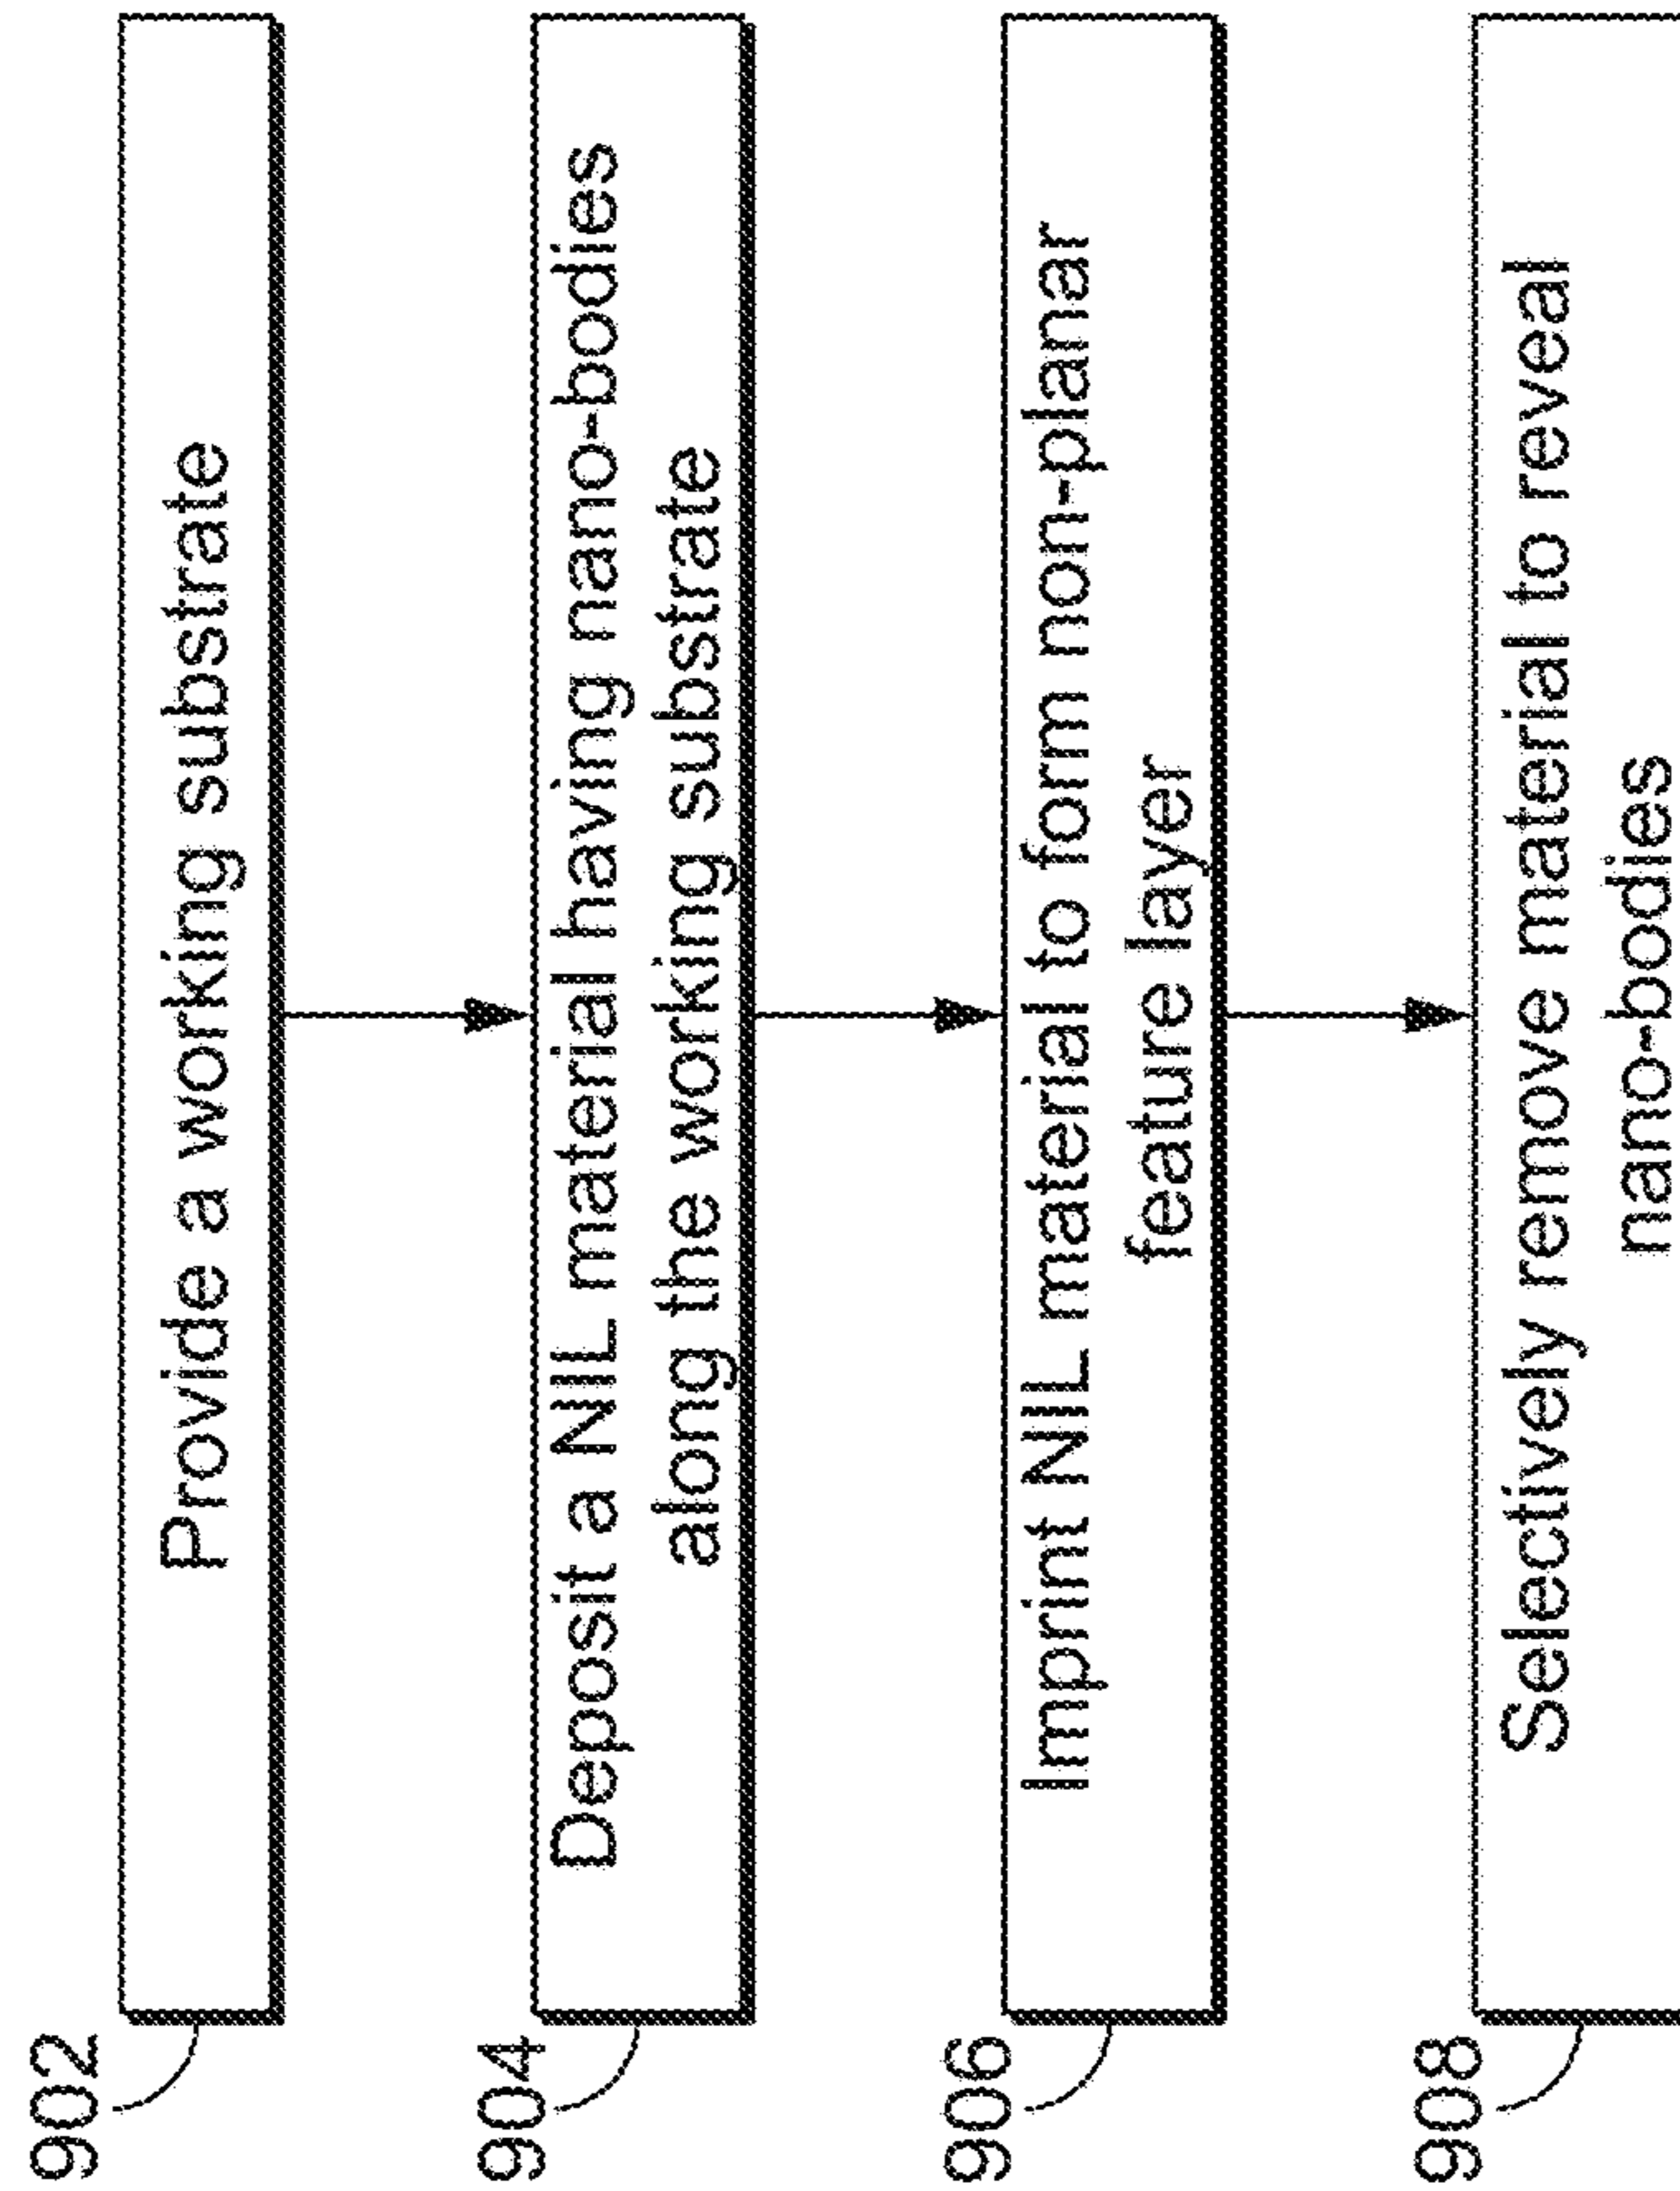 902
Provide a working substrate
904
Deposit a NIL material having nano-bodies
along the working substrate
906
Imprint NIL material to form non-planar
feature layer
908
Selectively remove material to reveal
nano-bodies